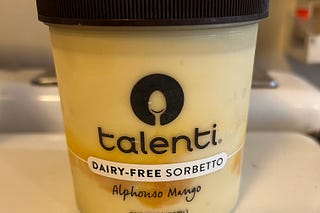 talenti®
DAIRY-FREE SORBETTO
Alphonso Mango